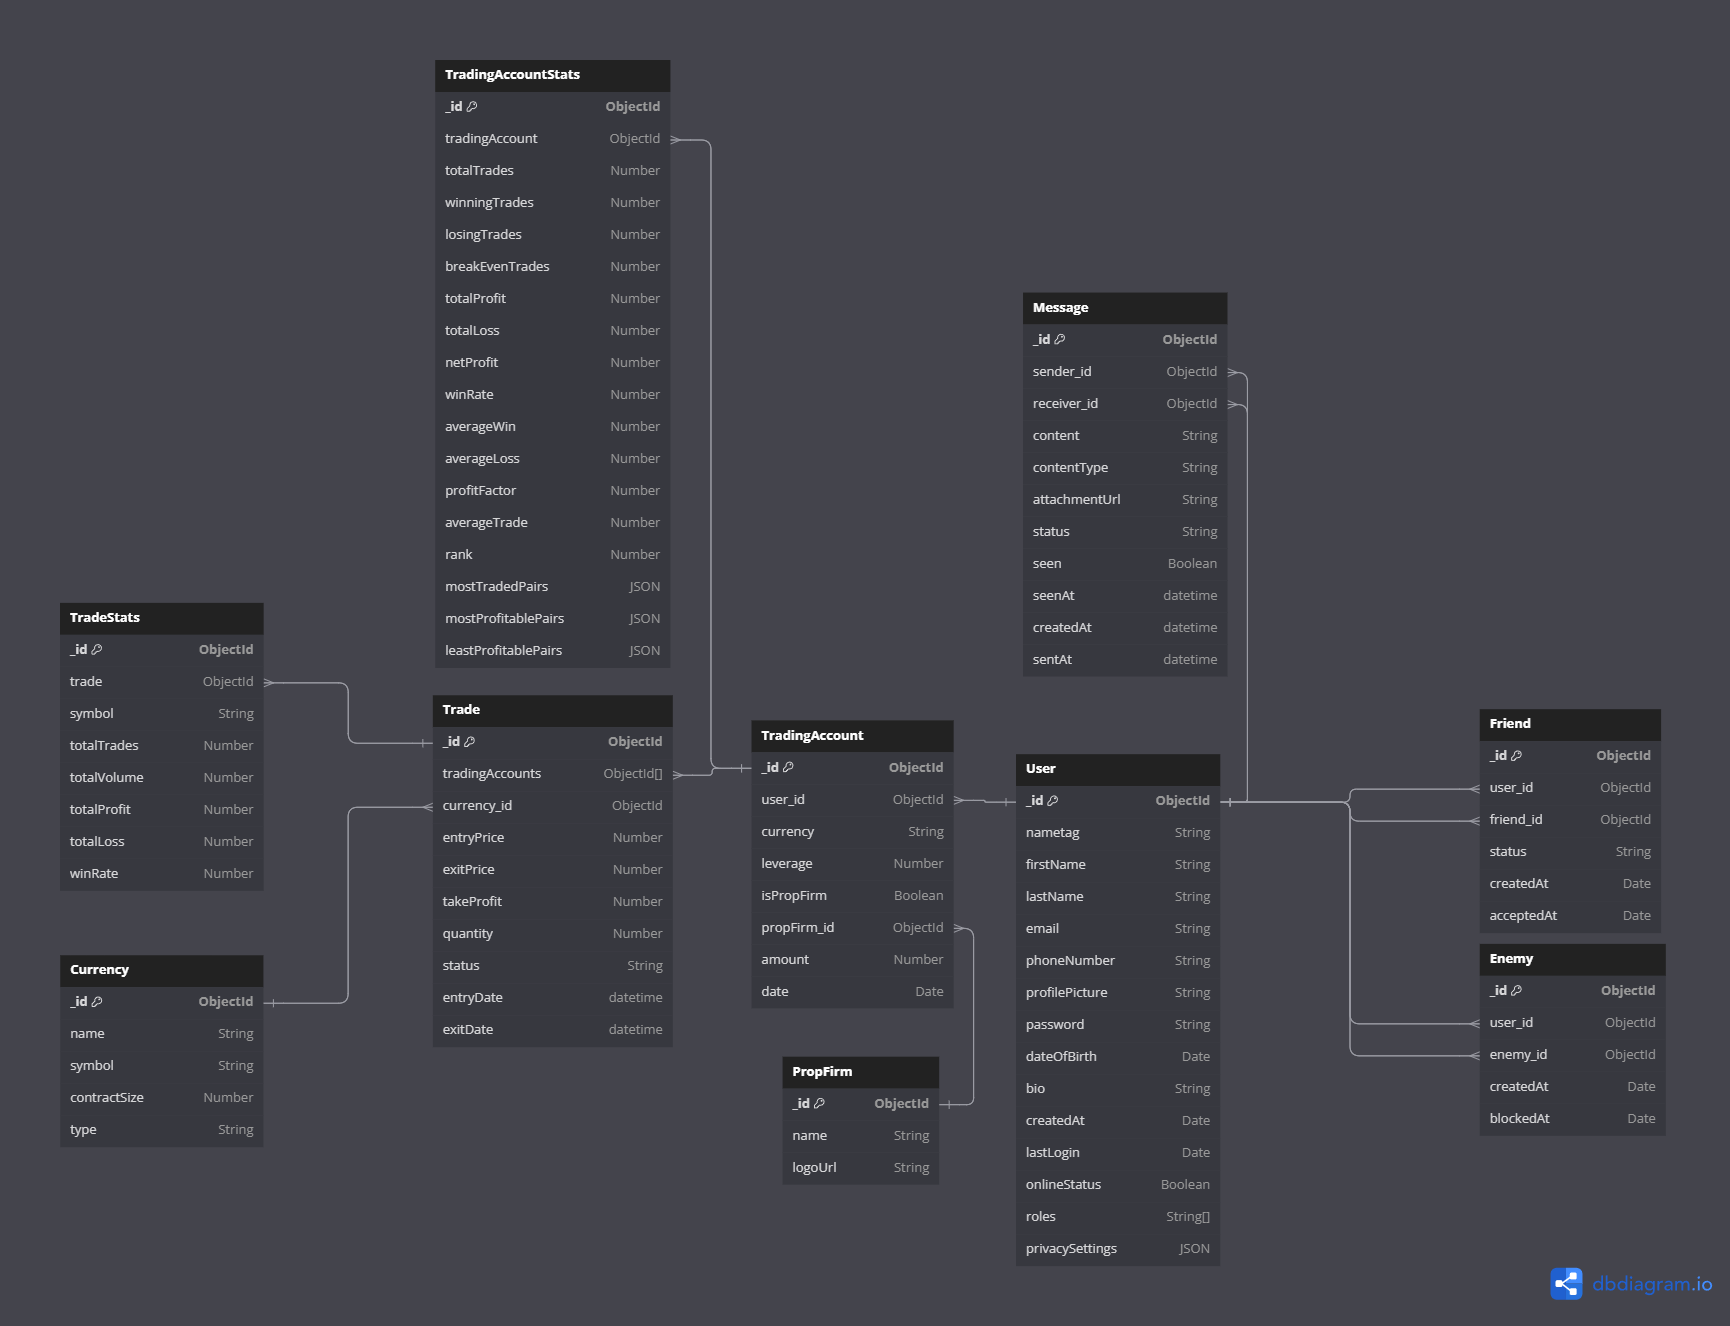 TradingAccountStats
_id ObjectId
tradingAccount ObjectId
totalTrades Number
winningTrades Number
losingTrades Number
breakEvenTrades Number
totalProfit Number
totalLoss Number
netProfit Number
winRate Number
averageWin Number
averageLoss Number
profitFactor Number
averageTrade Number
rank Number
mostTradedPairs JSON
mostProfitablePairs JSON
leastProfitablePairs JSON
Message
_id ObjectId
sender_id ObjectId
receiver_id ObjectId
content String
contentType String
attachmentUrl String
status String
seen Boolean
seenAt datetime
createdAt datetime
sentAt datetime
TradeStats
_id ObjectId
trade ObjectId
symbol String
totalTrades Number
totalVolume Number
totalProfit Number
totalLoss Number
winRate Number
Trade
_id ObjectId
tradingAccounts ObjectId[]
currency_id ObjectId
entryPrice Number
exitPrice Number
takeProfit Number
quantity Number
status String
entryDate datetime
exitDate datetime
TradingAccount
_id ObjectId
user_id ObjectId
currency String
leverage Number
isPropFirm Boolean
propFirm_id ObjectId
amount Number
date Date
User
_id ObjectId
nametag String
firstName String
lastName String
email String
phoneNumber String
profilePicture String
password String
dateOfBirth Date
bio String
createdAt Date
lastLogin Date
onlineStatus Boolean
roles String[]
privacySettings JSON
Friend
_id ObjectId
user_id ObjectId
friend_id ObjectId
status String
createdAt Date
acceptedAt Date
Enemy
_id ObjectId
user_id ObjectId
enemy_id ObjectId
createdAt Date
blockedAt Date
Currency
_id ObjectId
name String
symbol String
contractSize Number
type String
PropFirm
_id ObjectId
name String
logoUrl String
dbdiagram.io